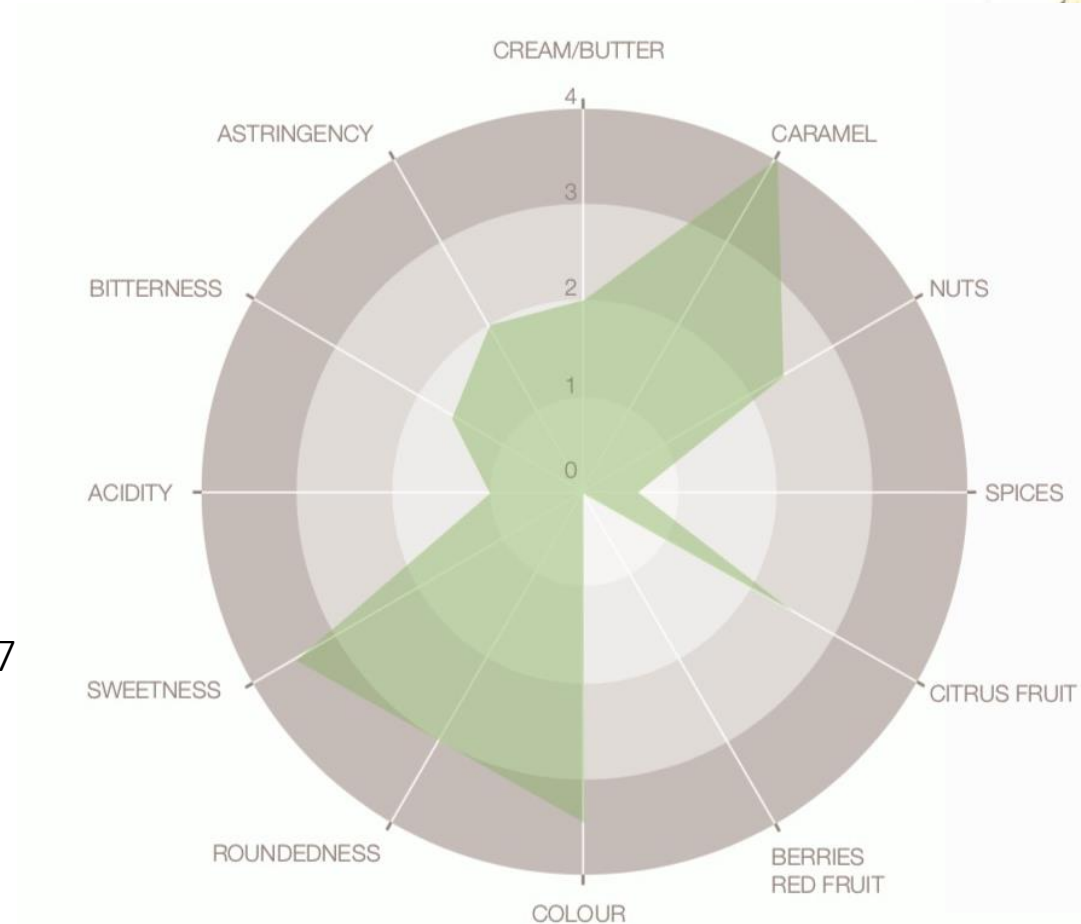 CREAM/BUTTER
4
ASTRINGENCY
CARAMEL
3
BITTERNESS
2
NUTS
1
0
ACIDITY
SPICES
7
SWEETNESS
CITRUS FRUIT
ROUNDEDNESS
BERRIES
RED FRUIT
COLOUR